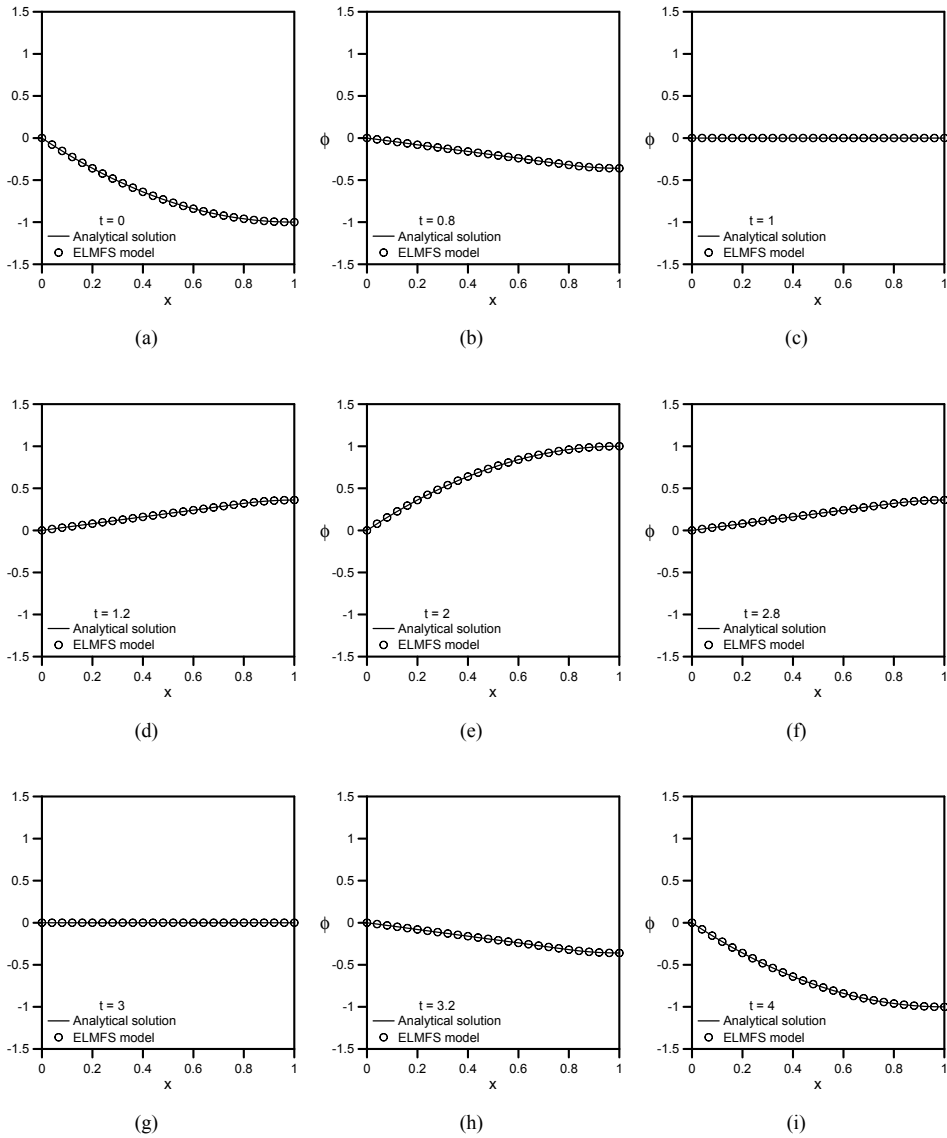 1.5
1
0.5
0
-0.5
-1
-1.5
0 0.2 0.4 0.6 0.8 1
x
t = 0
Analytical solution
ELMFS model
(a)
1.5
1
0.5
0
-0.5
-1
-1.5
ϕ
0 0.2 0.4 0.6 0.8 1
x
t = 0.8
Analytical solution
ELMFS model
(b)
1.5
1
0.5
0
-0.5
-1
-1.5
ϕ
0 0.2 0.4 0.6 0.8 1
x
t = 1
Analytical solution
ELMFS model
(c)
1.5
1
0.5
0
-0.5
-1
-1.5
0 0.2 0.4 0.6 0.8 1
x
t = 1.2
Analytical solution
ELMFS model
(d)
1.5
1
0.5
0
-0.5
-1
-1.5
ϕ
0 0.2 0.4 0.6 0.8 1
x
t = 2
Analytical solution
ELMFS model
(e)
1.5
1
0.5
0
-0.5
-1
-1.5
ϕ
0 0.2 0.4 0.6 0.8 1
x
t = 2.8
Analytical solution
ELMFS model
(f)
1.5
1
0.5
0
-0.5
-1
-1.5
0 0.2 0.4 0.6 0.8 1
x
t = 3
Analytical solution
ELMFS model
(g)
1.5
1
0.5
0
-0.5
-1
-1.5
ϕ
0 0.2 0.4 0.6 0.8 1
x
t = 3.2
Analytical solution
ELMFS model
(h)
1.5
1
0.5
0
-0.5
-1
-1.5
ϕ
0 0.2 0.4 0.6 0.8 1
x
t = 4
Analytical solution
ELMFS model
(i)